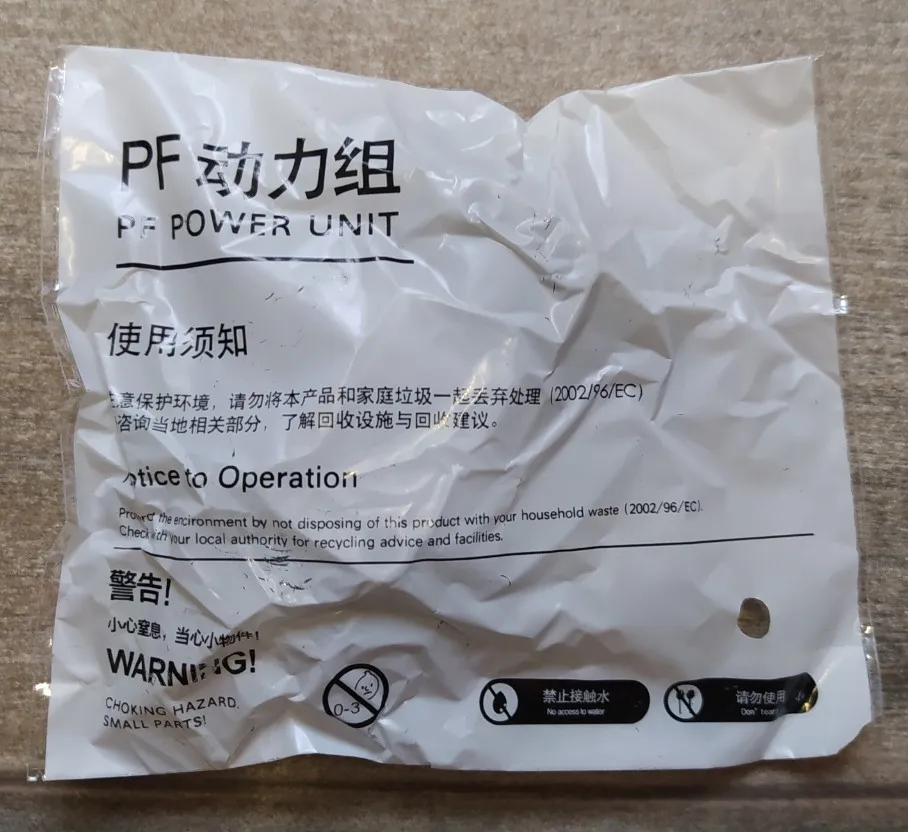 PF 动力组
PF POWER UNIT
使用须知
意保护环境，请勿将本产品和家庭垃圾一起丢弃处理 (2002/96/EC)
咨询当地相关部分，了解回收设施与回收建议。
to Operation
the encironment by not disposing of this product with your household waste (2002/96/EC).
your local authority for recycling advice and facilities.
警告!
小心窒息，当心小物件!
WARNING!
CHOKING HAZARD.
SMALL PARTS!
0-3
禁止接触水
No access to water
请勿使用